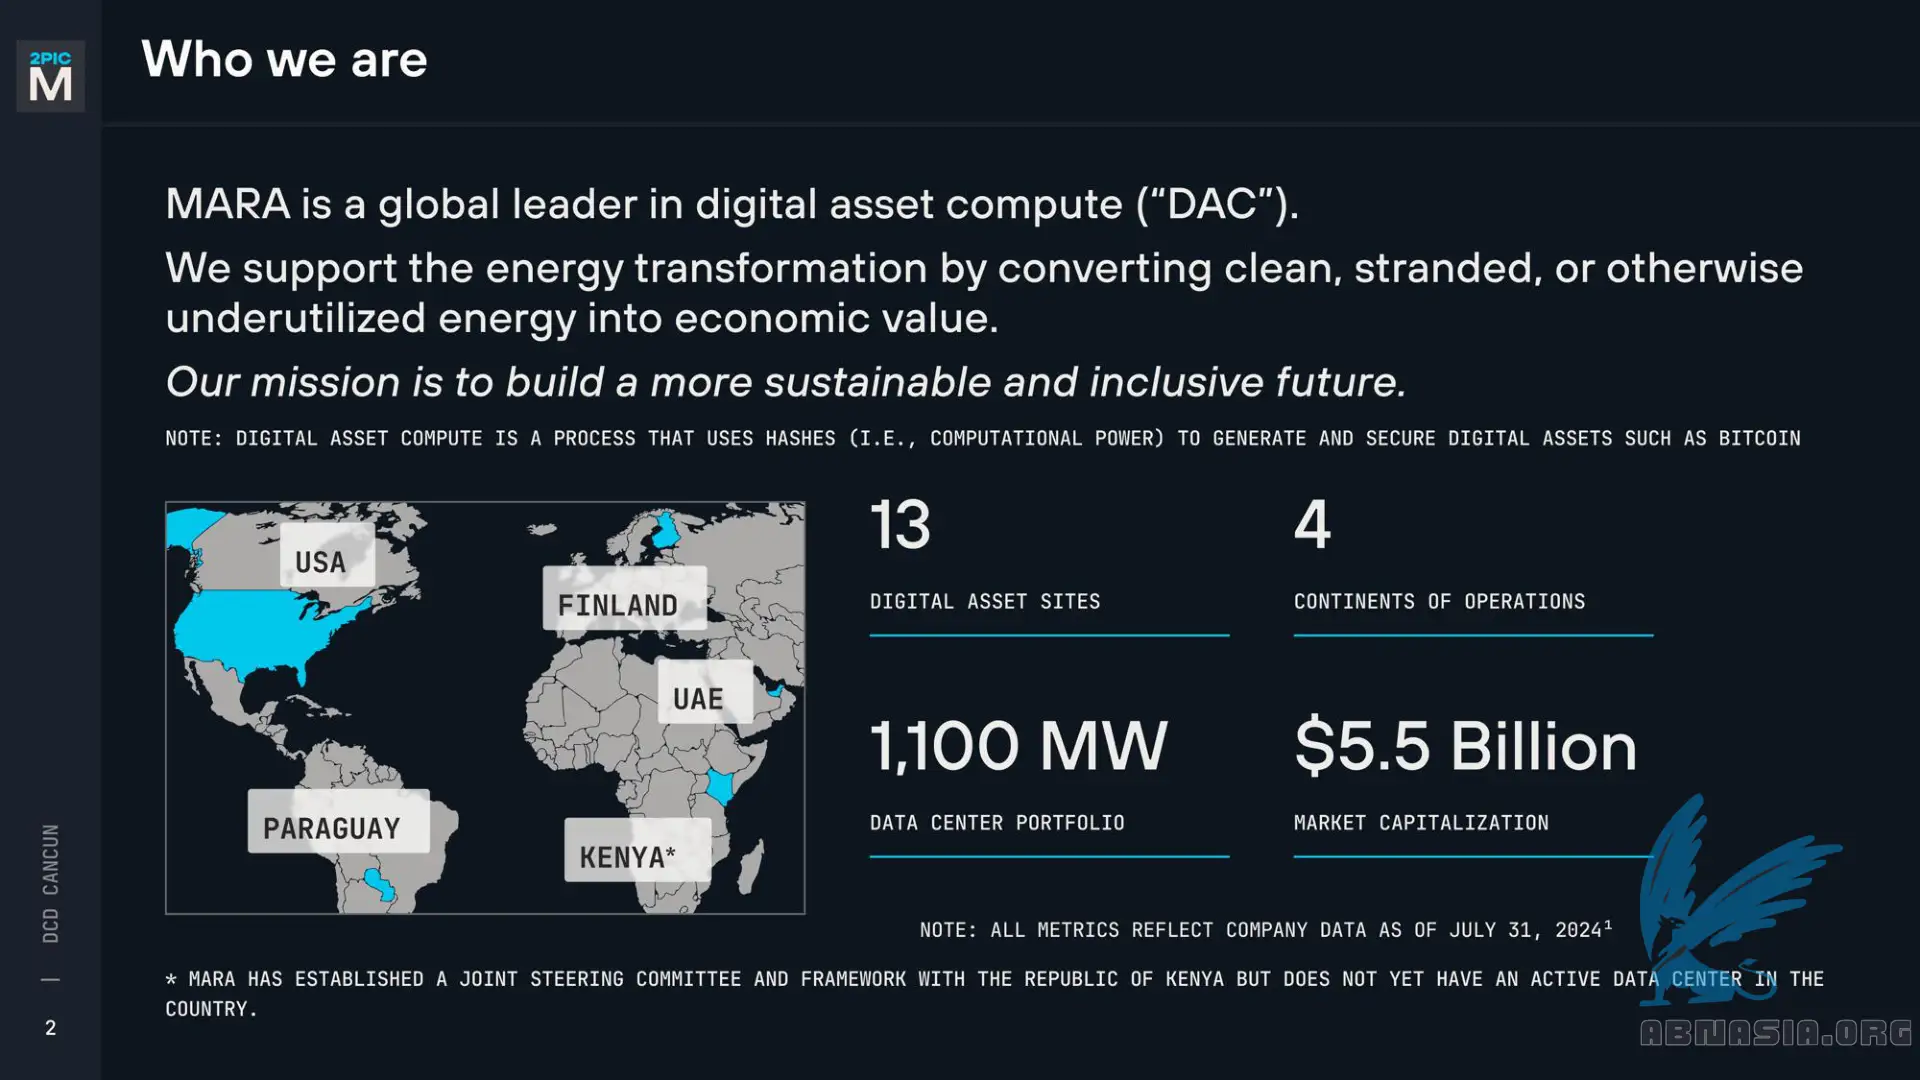 2PIC
M
Who we are
MARA is a global leader in digital asset compute (“DAC”).
We support the energy transformation by converting clean, stranded, or otherwise
underutilized energy into economic value.
Our mission is to build a more sustainable and inclusive future.
NOTE: DIGITAL ASSET COMPUTE IS A PROCESS THAT USES HASHES (I.E., COMPUTATIONAL POWER) TO GENERATE AND SECURE DIGITAL ASSETS SUCH AS BITCOIN
USA
FINLAND
UAE
PARAGUAY
KENYA*
13
DIGITAL ASSET SITES
4
CONTINENTS OF OPERATIONS
1,100 MW
DATA CENTER PORTFOLIO
$5.5 Billion
MARKET CAPITALIZATION
NOTE: ALL METRICS REFLECT COMPANY DATA AS OF JULY 31, 2024¹
* MARA HAS ESTABLISHED A JOINT STEERING COMMITTEE AND FRAMEWORK WITH THE REPUBLIC OF KENYA BUT DOES NOT YET HAVE AN ACTIVE DATA CENTER IN THE
COUNTRY.
DCD CANCUN |
2
ABNASIA.ORG